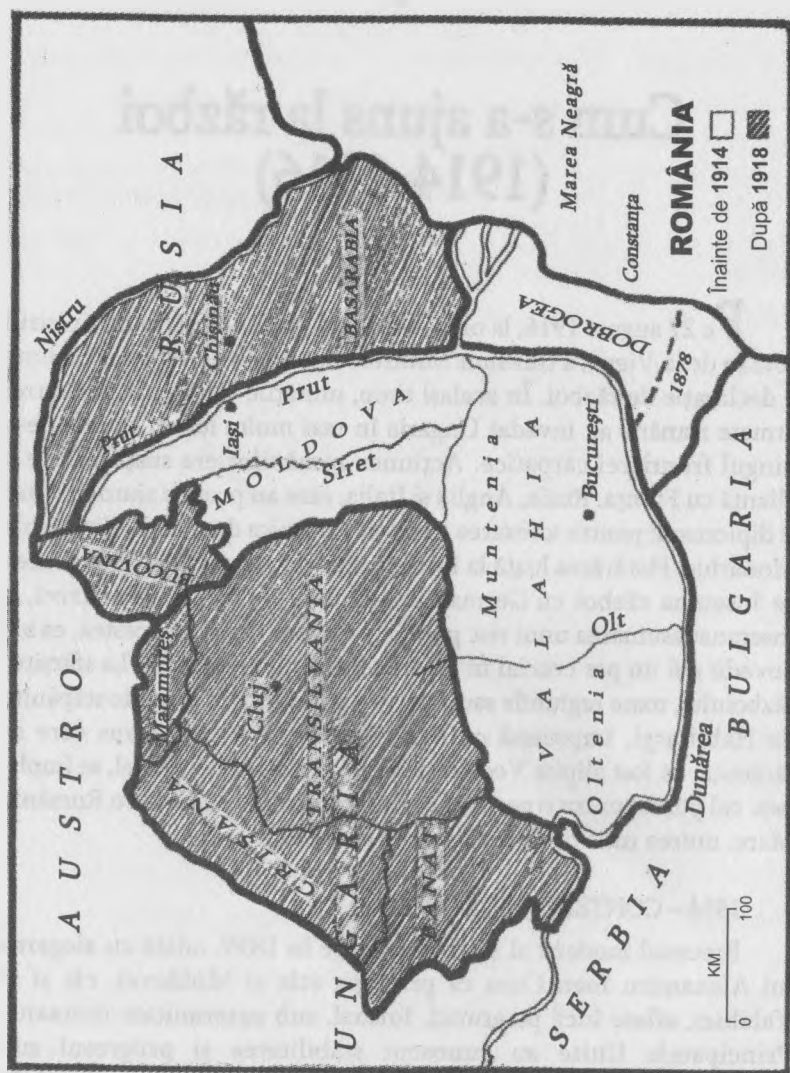 AUSTRO
UNGARIA
RUSIA
Nistru
BUCOVINA
Maramureș
CRIȘANA
Cluj
TRANSILVANIA
BANAT
Prut
Prut
Iași
Chișinău
BASARABIA
MOLDOVA
Siret
VALAHIA
Muntenia
Oltenia
Olt
București
Dunărea
DOBROGEA
1878
Constanța
Marea Neagră
SERBIA
BULGRIA
KM
100
ROMÂNIA
Înainte de 1914
După 1918